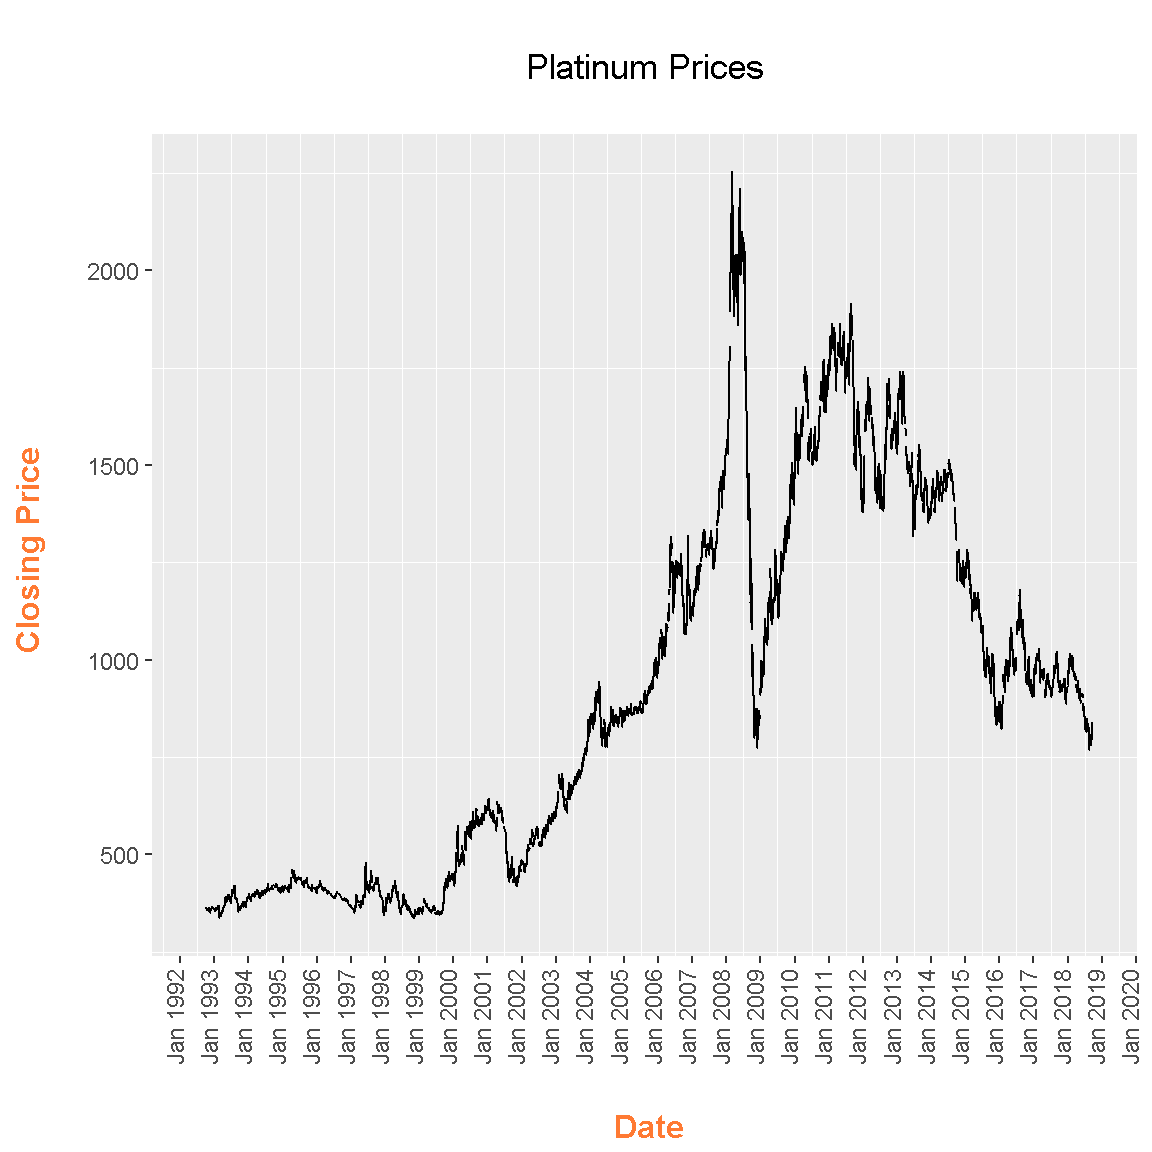 Platinum Prices
Closing Price
2000
1500
1000
500
Jan 1992
Jan 1993
Jan 1994
Jan 1995
Jan 1996
Jan 1997
Jan 1998
Jan 1999
Jan 2000
Jan 2001
Jan 2002
Jan 2003
Jan 2004
Jan 2005
Jan 2006
Jan 2007
Jan 2008
Jan 2009
Jan 2010
Jan 2011
Jan 2012
Jan 2013
Jan 2014
Jan 2015
Jan 2016
Jan 2017
Jan 2018
Jan 2019
Jan 2020
Date